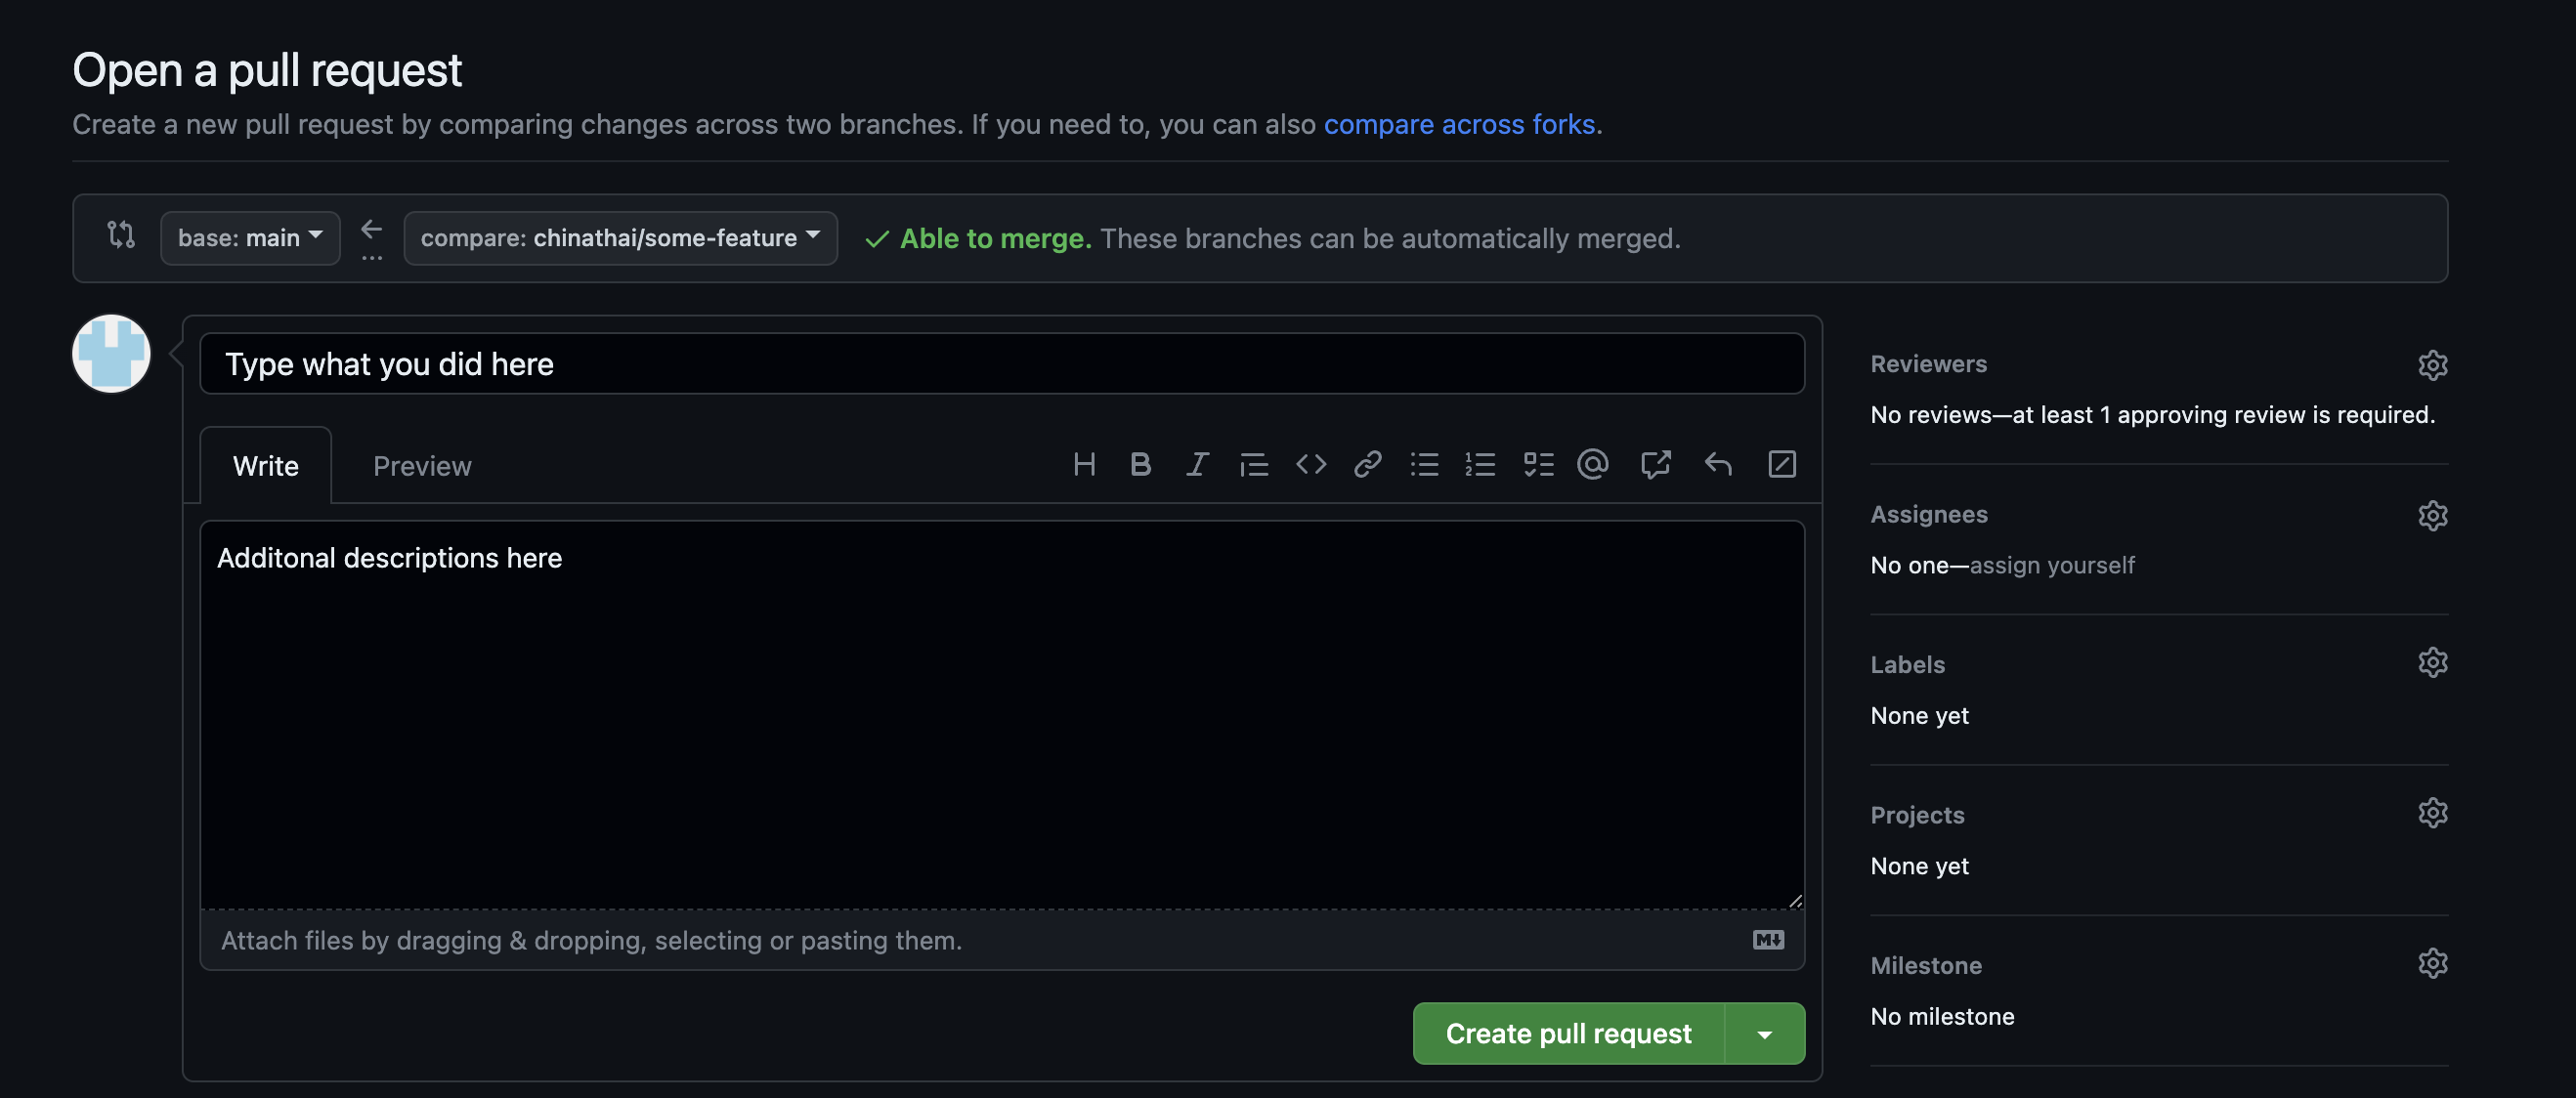 Open a pull request
Create a new pull request by comparing changes across two branches. If you need to, you can also compare across forks.
base: main
compare: chinathai/some-feature
Able to merge. These branches can be automatically merged.
Type what you did here
Write
Preview
Additonal descriptions here
Attach files by dragging & dropping, selecting or pasting them.
Create pull request
Reviewers
No reviews—at least 1 approving review is required.
Assignees
No one—assign yourself
Labels
None yet
Projects
None yet
Milestone
No milestone